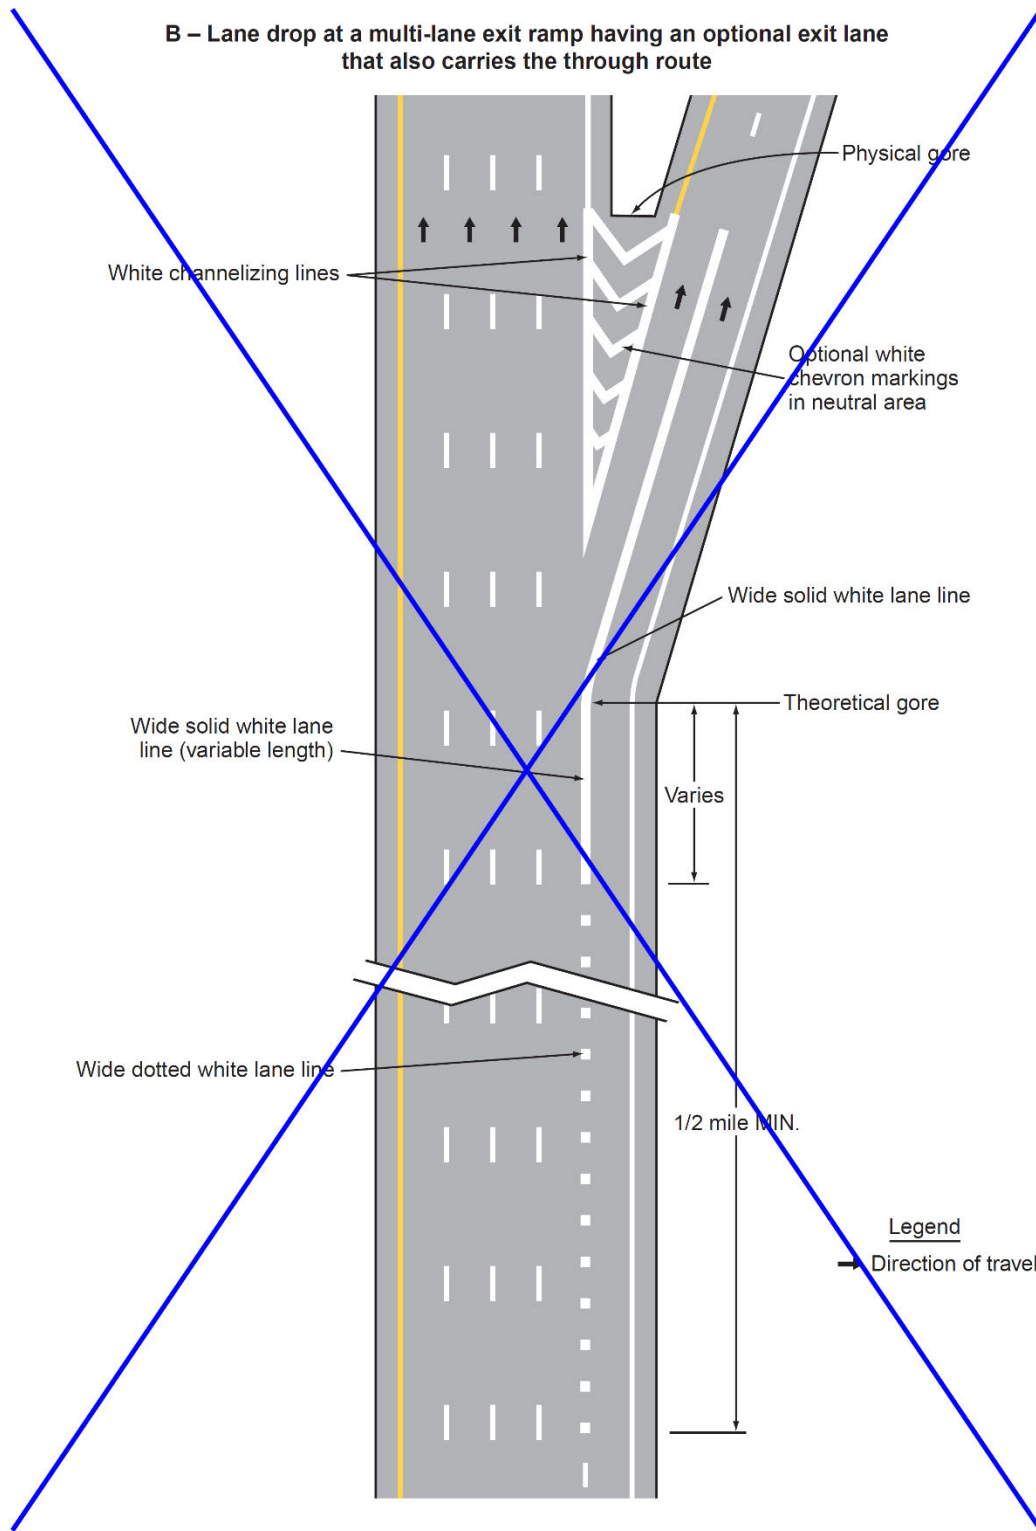 B – Lane drop at a multi-lane exit ramp having an optional exit lane
that also carries the through route
Physical gore
White channelizing lines
Optional white
chevron markings
in neutral area
Wide solid white lane line
Theoretical gore
Wide solid white lane
line (variable length)
Varies
Wide dotted white lane line
1/2 mile MIN.
Legend
Direction of travel